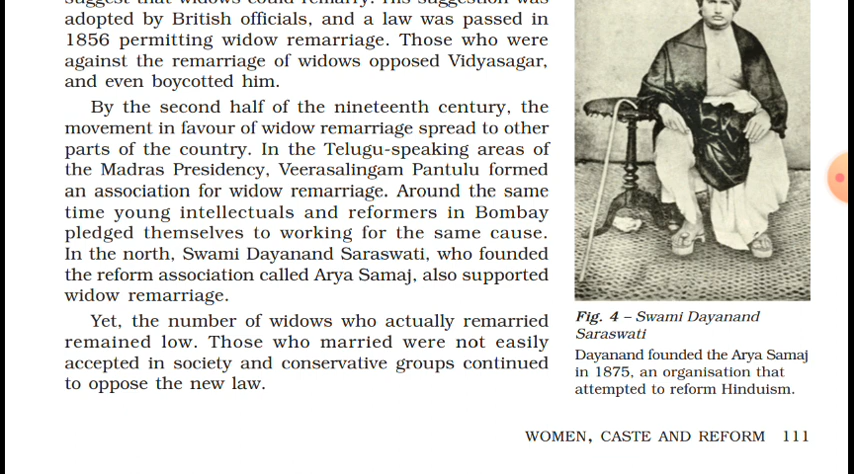 suggest that widows could remarry. His suggestion was
adopted by British officials, and a law was passed in
1856 permitting widow remarriage. Those who were
against the remarriage of widows opposed Vidyasagar,
and even boycotted him.
By the second half of the nineteenth century, the
movement in favour of widow remarriage spread to other
parts of the country. In the Telugu-speaking areas of
the Madras Presidency, Veerasalingam Pantulu formed
an association for widow remarriage. Around the same
time young intellectuals and reformers in Bombay
pledged themselves to working for the same cause.
In the north, Swami Dayanand Saraswati, who founded
the reform association called Arya Samaj, also supported
widow remarriage.
Yet, the number of widows who actually remarried
remained low. Those who married were not easily
accepted in society and conservative groups continued
to oppose the new law.
Fig. 4 – Swami Dayanand
Saraswati
Dayanand founded the Arya Samaj
in 1875, an organisation that
attempted to reform Hinduism.
WOMEN, CASTE AND REFORM 111